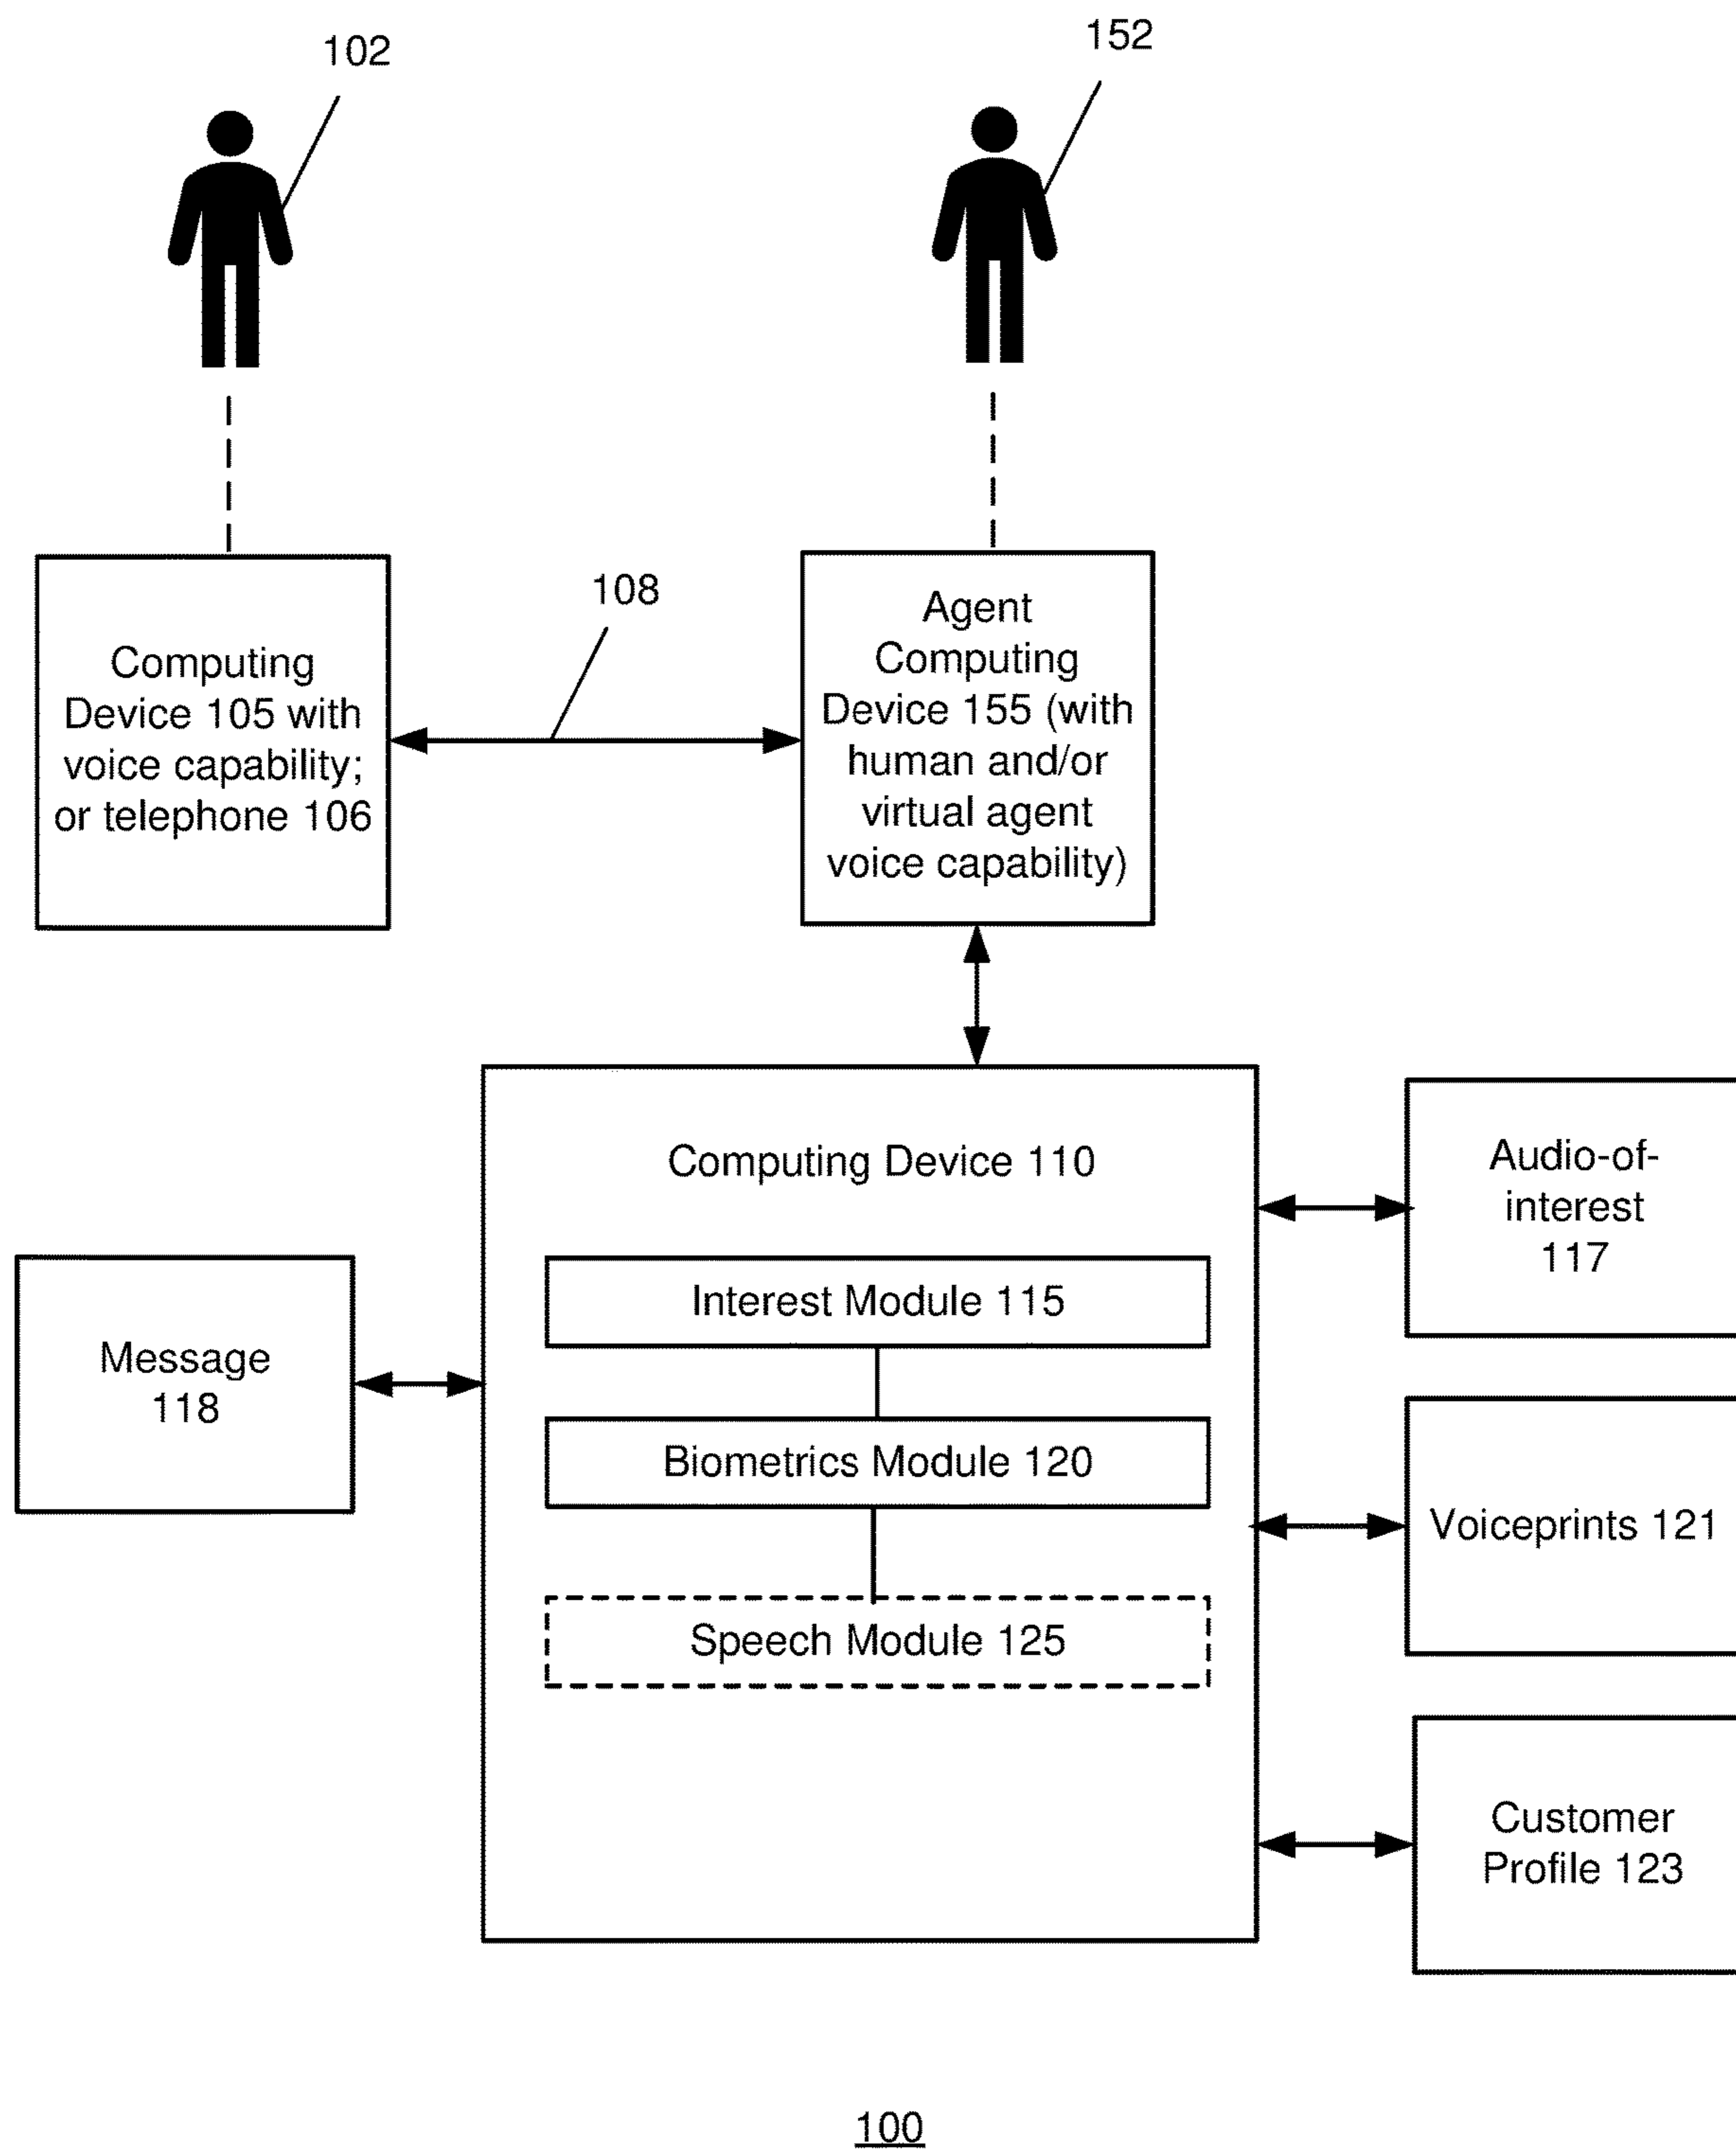 102
152
108
Computing
Device 105 with
voice capability;
or telephone 106
Agent
Computing
Device 155 (with
human and/or
virtual agent
voice capability)
Computing Device 110
Interest Module 115
Biometrics Module 120
Speech Module 125
Message
118
Audio-of-
interest
117
Voiceprints 121
Customer
Profile 123
100